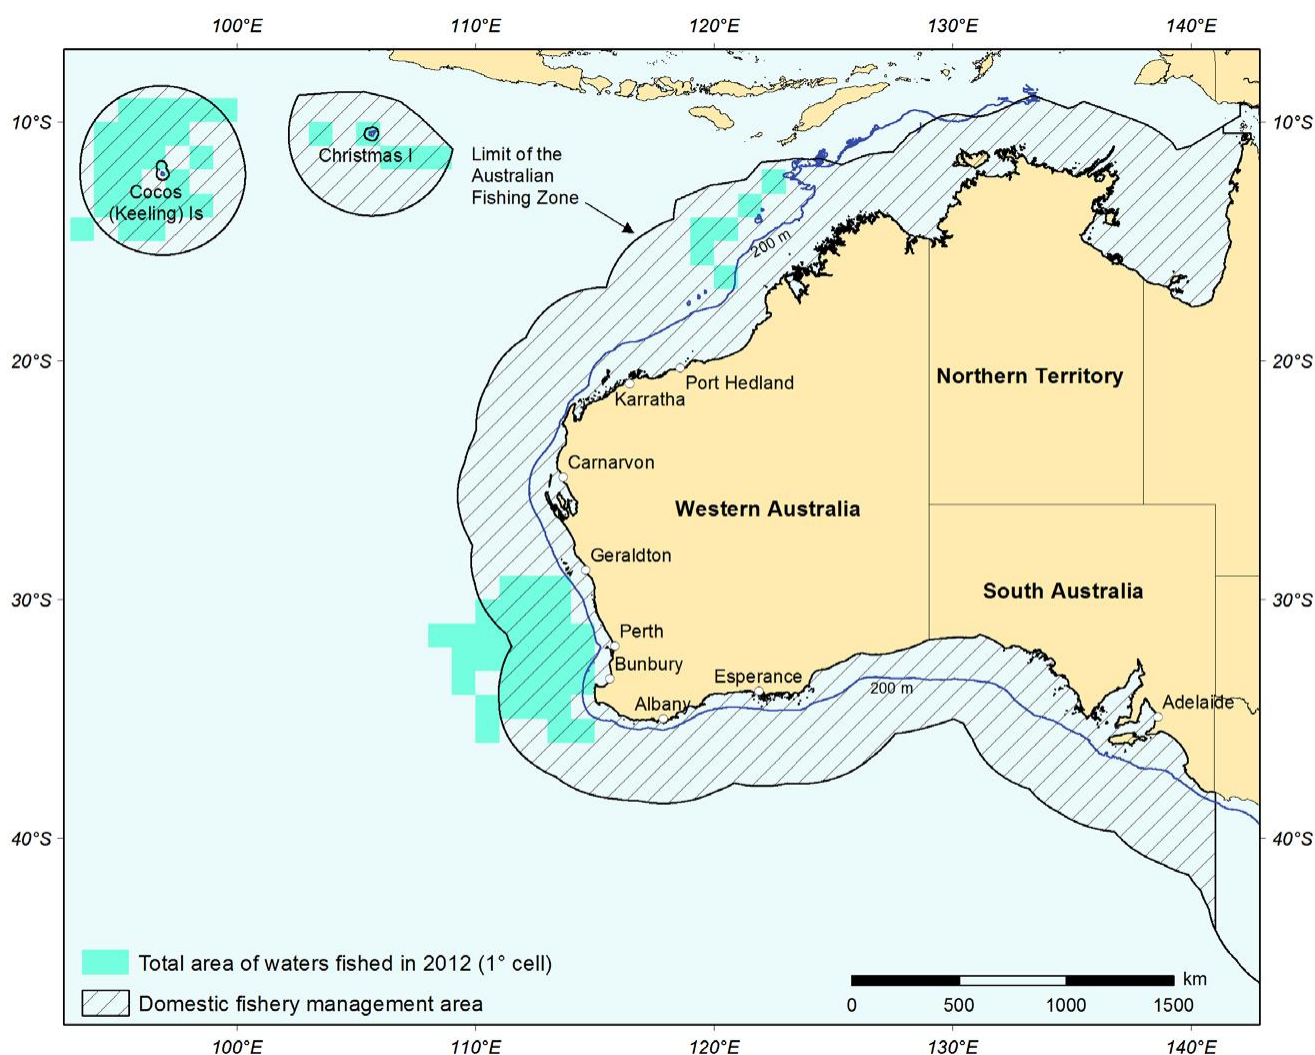 100°E 110°E 120°E 130°E 140°E
10°S 10°S
Christmas I
Limit of the
Australian
Fishing Zone
Cocos
(Keeling) Is
200 m
20°S 20°S
Northern Territory
Port Hedland
Karratha
Carnarvon
Western Australia
Geraldton
South Australia
30°S 30°S
Perth
Bunbury
Esperance
200 m
Albany
Adelaide
40°S 40°S
Total area of waters fished in 2012 (1° cell)
km
Domestic fishery management area
0 500 1000 1500
100°E 110°E 120°E 130°E 140°E